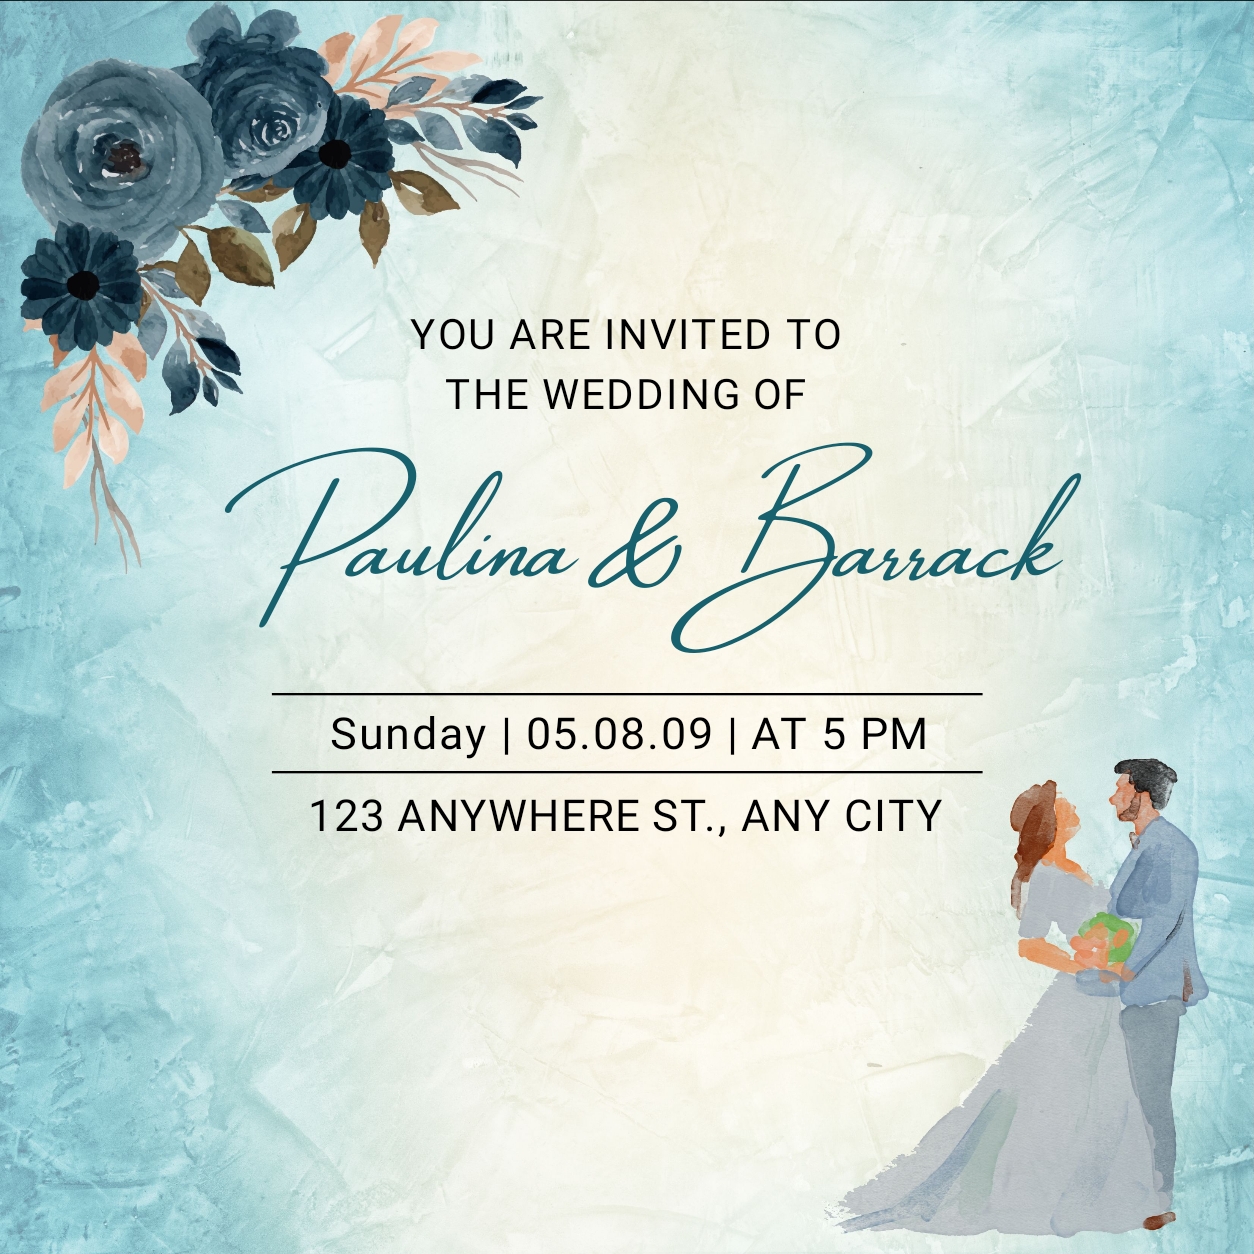 YOU ARE INVITED TO
THE WEDDING OF
Paulina & Barrack
Sunday | 05.08.09 | AT 5 PM
123 ANYWHERE ST., ANY CITY